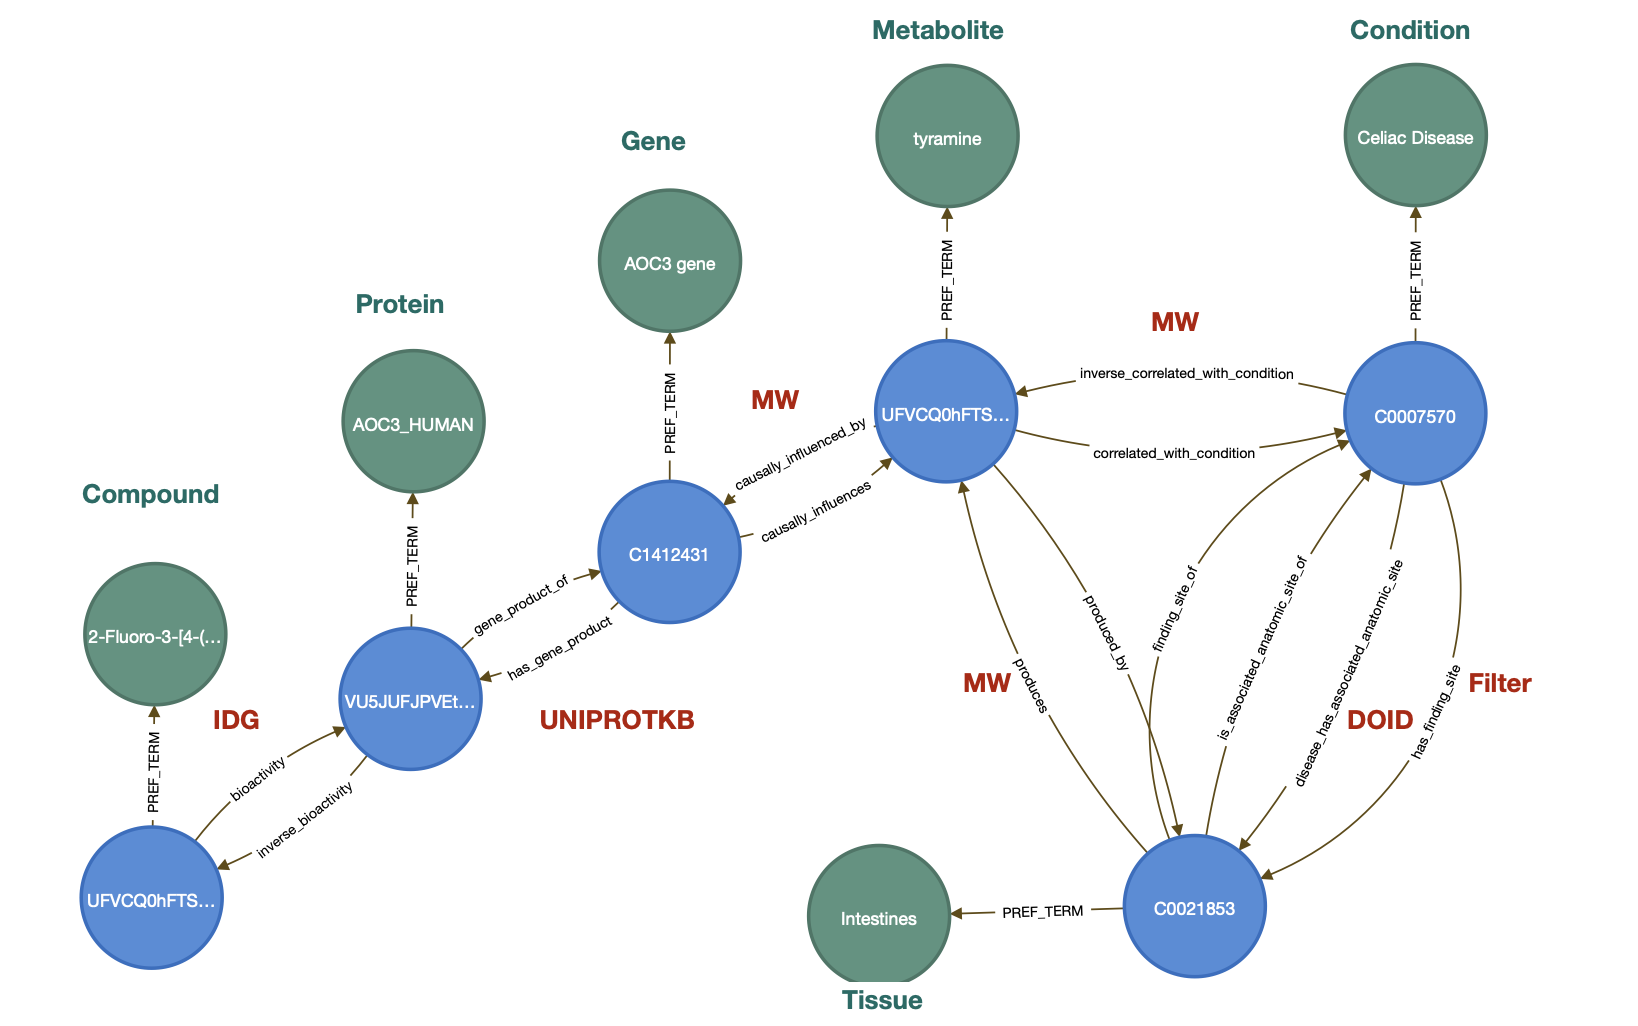 Metabolite
Condition
tyramine
Celiac Disease
Gene
AOC3 gene
PREF_TERM
PREF_TERM
Protein
AOC3_HUMAN
PREF_TERM
MW
MW
inverse_correlated_with_condition
correlated_with_condition
UFVCQ0hFTS...
C0007570
causally_influenced_by
causally_influences
C1412431
Compound
2-Fluoro-3-[4-(...
PREF_TERM
gene_product_of
has_gene_product
VU5JUFJPVEt...
IDG
UNIPROTKB
PREF_TERM
bioactivity
inverse_bioactivity
UFVCQ0hFTS...
MW
produces
produced_by
finding_site_of
is_associated_anatomic_site_of
disease_has_associated_anatomic_site
has_finding_site
DOID
Filter
Intestines
PREF_TERM
C0021853
Tissue